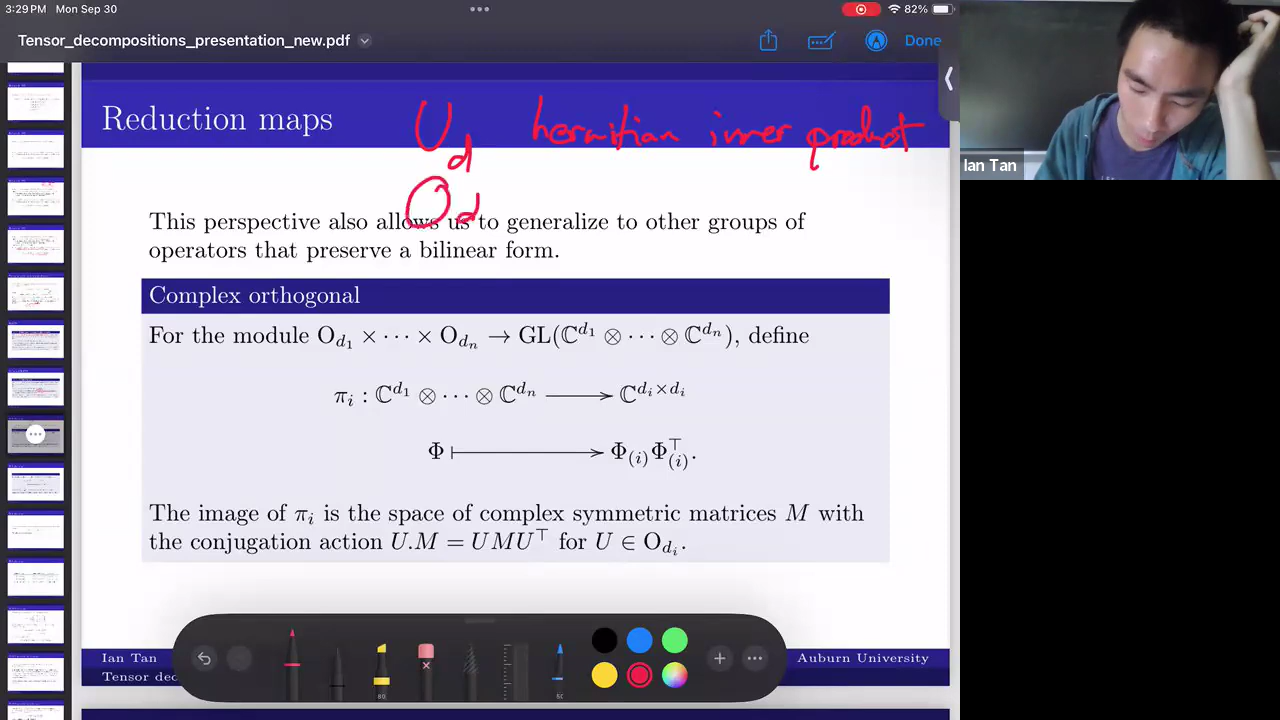 3:29 PM Mon Sep 30
82%
Tensor_decompositions_presentation_new.pdf
Done
Reduction maps
U_d hermitian inner product
O_d
This perspective also allows us to generalize to other groups of
operators that preserve a bilinear form.
Complex orthogonal
For the module O_{d_1} × ⋯ × O_{d_n} ⟶ GL(ℂ^{d_1} ⊗ ⋯ ⊗ ℂ^{d_n}), define
π_i : ℂ^{d_1} ⊗ ⋯ ⊗ ℂ^{d_n} ⟶ ℂ^{d_i×d_i}
Φ ⟼ Φ_{(i)}Φ_{(i)}^⊤.
The image of π_i is the space of complex symmetric matrices M with
the conjugation action U.M = UMU^⊤ for U ∈ O_{d_i}.
Ian Tan
Auburn University
Tensor dec
Ian Tan